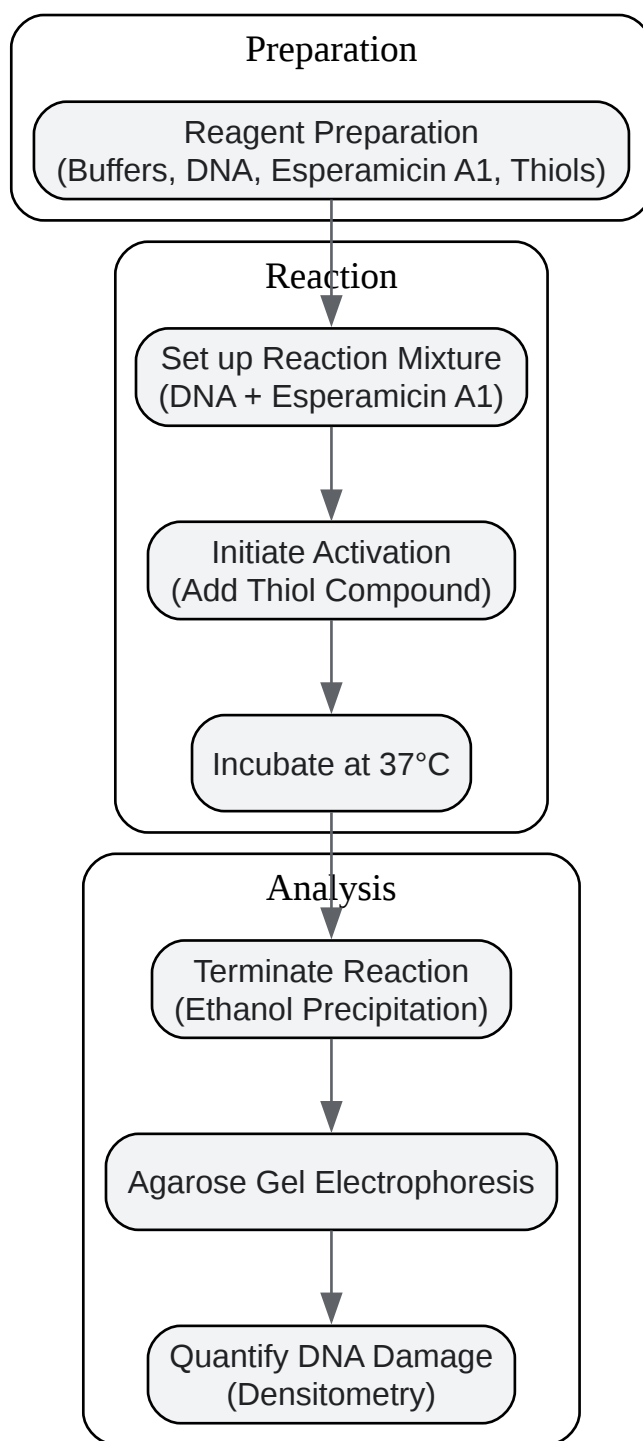 Preparation
Reagent Preparation
(Buffers, DNA, Esperamicin A1, Thiols)
Reaction
Set up Reaction Mixture
(DNA + Esperamicin A1)
Initiate Activation
(Add Thiol Compound)
Incubate at 37°C
Analysis
Terminate Reaction
(Ethanol Precipitation)
Agarose Gel Electrophoresis
Quantify DNA Damage
(Densitometry)